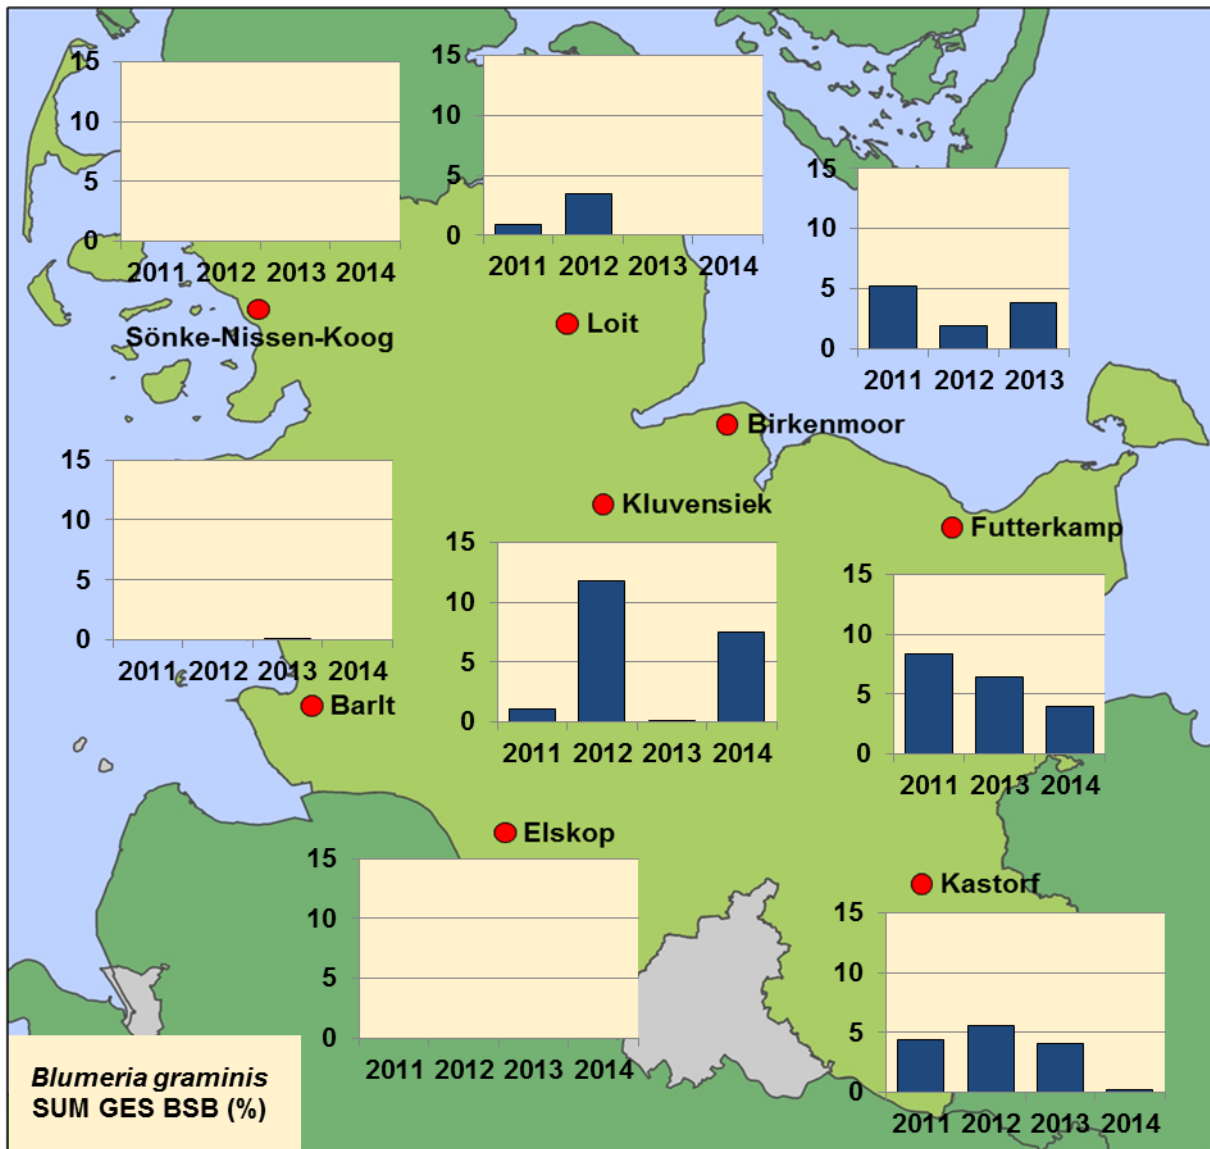 15
10
5
0
2011 2012 2013 2014
Sönke-Nissen-Koog
15
10
5
0
2011 2012 2013 2014
Loit
15
10
5
0
2011 2012 2013
Birkenmoor
15
10
5
0
2011 2012 2013 2014
Barlt
Kluvensiek
15
10
5
0
2011 2012 2013 2014
Futterkamp
15
10
5
0
2011 2013 2014
Elskop
15
10
5
0
2011 2012 2013 2014
Kastorf
15
10
5
0
2011 2012 2013 2014
Blumeria graminis
SUM GES BSB (%)